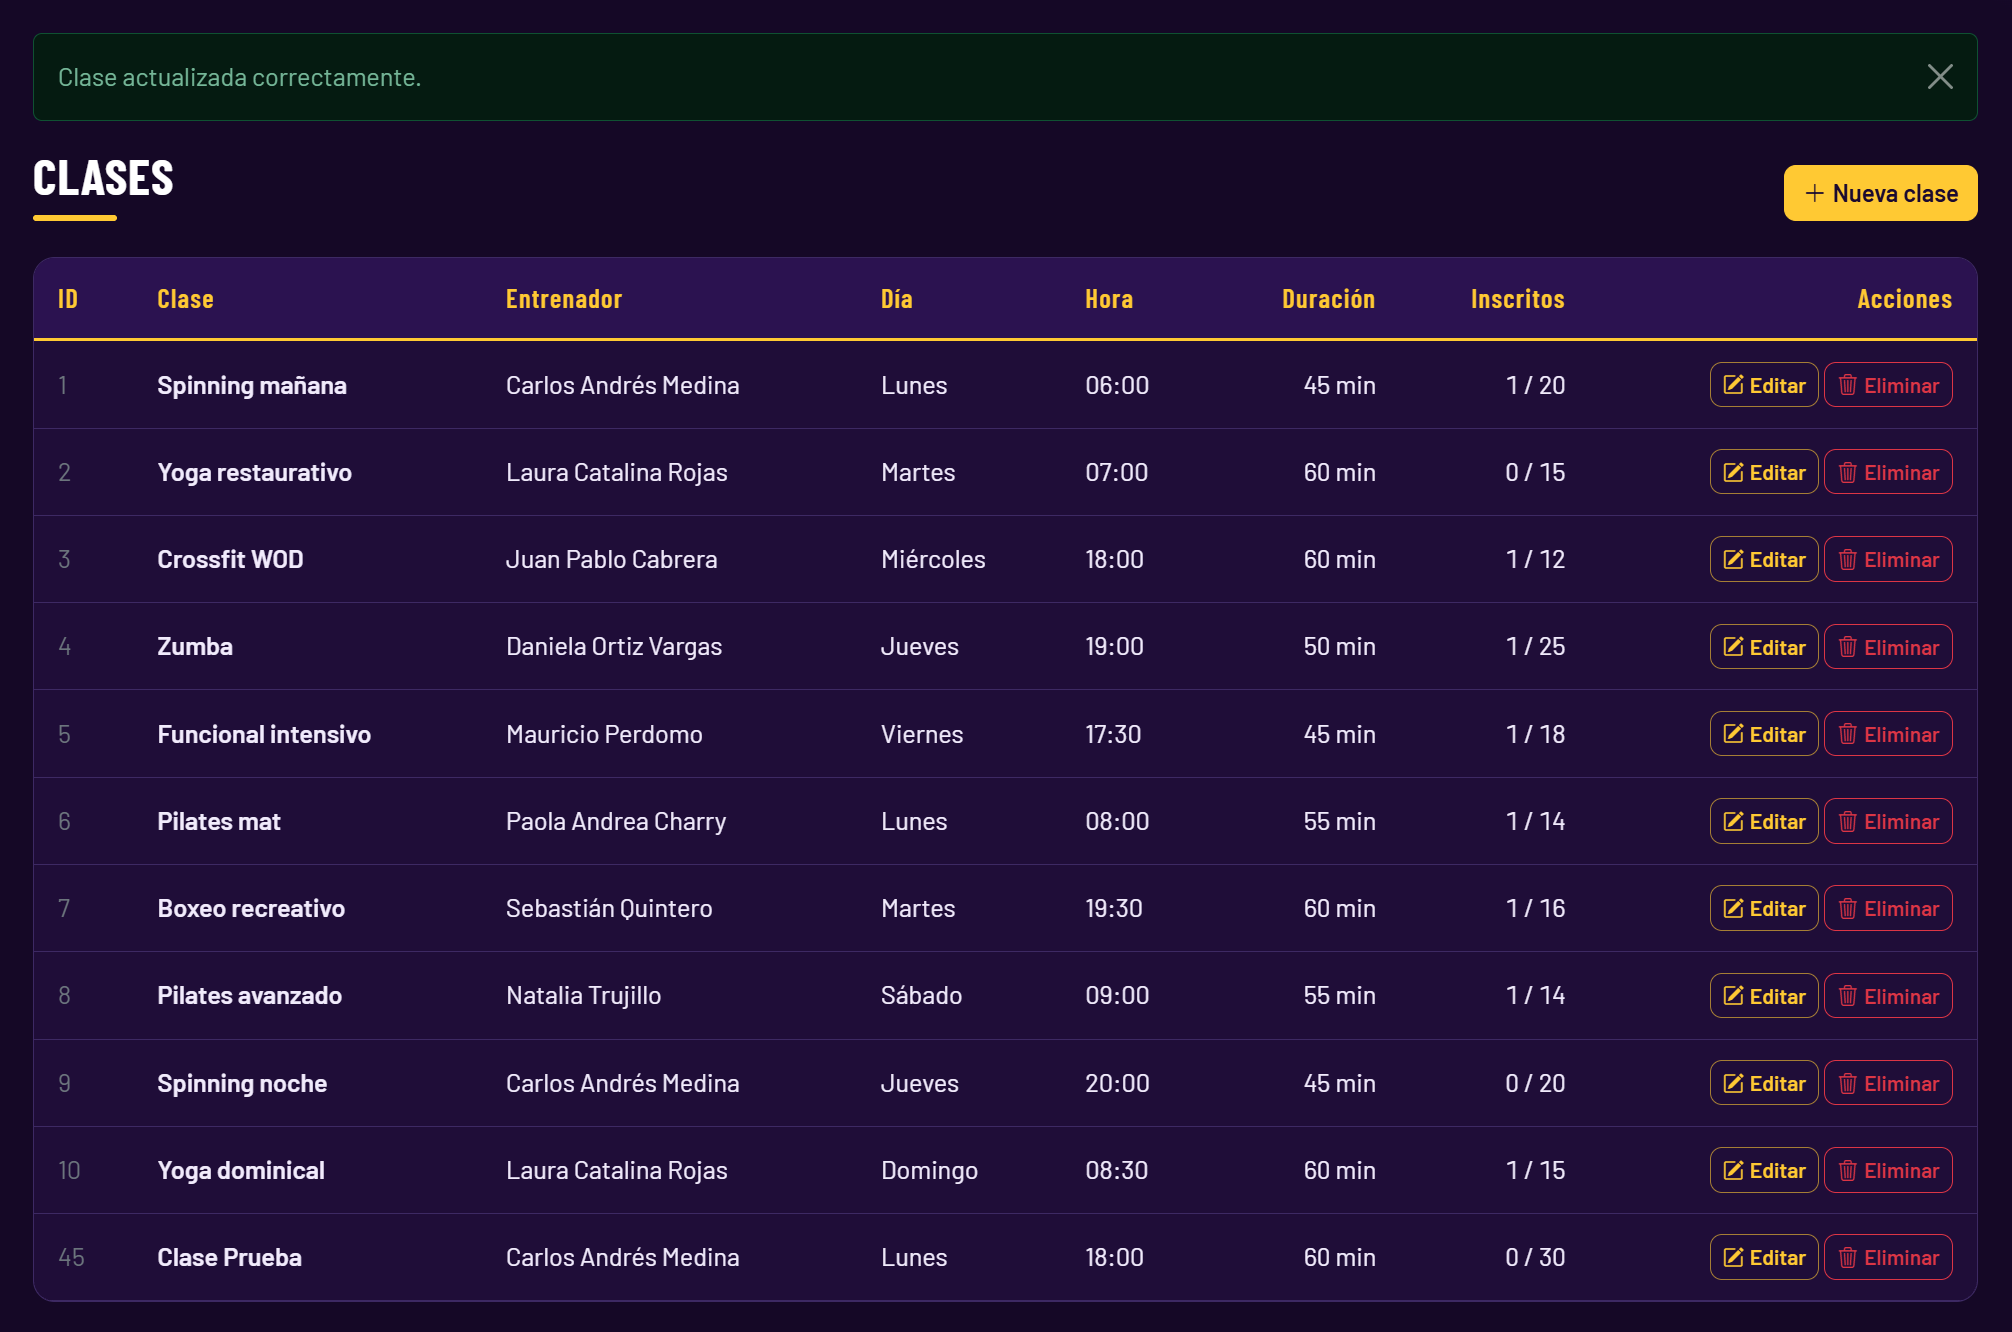 Clase actualizada correctamente.
CLASES
Nueva clase
ID Clase Entrenador Día Hora Duración Inscritos Acciones
1 Spinning mañana Carlos Andrés Medina Lunes 06:00 45 min 1 / 20 Editar Eliminar
2 Yoga restaurativo Laura Catalina Rojas Martes 07:00 60 min 0 / 15 Editar Eliminar
3 Crossfit WOD Juan Pablo Cabrera Miércoles 18:00 60 min 1 / 12 Editar Eliminar
4 Zumba Daniela Ortiz Vargas Jueves 19:00 50 min 1 / 25 Editar Eliminar
5 Funcional intensivo Mauricio Perdomo Viernes 17:30 45 min 1 / 18 Editar Eliminar
6 Pilates mat Paola Andrea Charry Lunes 08:00 55 min 1 / 14 Editar Eliminar
7 Boxeo recreativo Sebastián Quintero Martes 19:30 60 min 1 / 16 Editar Eliminar
8 Pilates avanzado Natalia Trujillo Sábado 09:00 55 min 1 / 14 Editar Eliminar
9 Spinning noche Carlos Andrés Medina Jueves 20:00 45 min 0 / 20 Editar Eliminar
10 Yoga dominical Laura Catalina Rojas Domingo 08:30 60 min 1 / 15 Editar Eliminar
45 Clase Prueba Carlos Andrés Medina Lunes 18:00 60 min 0 / 30 Editar Eliminar